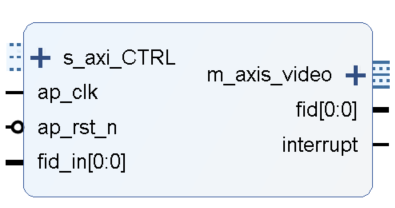 s_axi_CTRL
ap_clk
ap_rst_n
fid_in[0:0]
m_axis_video
fid[0:0]
interrupt